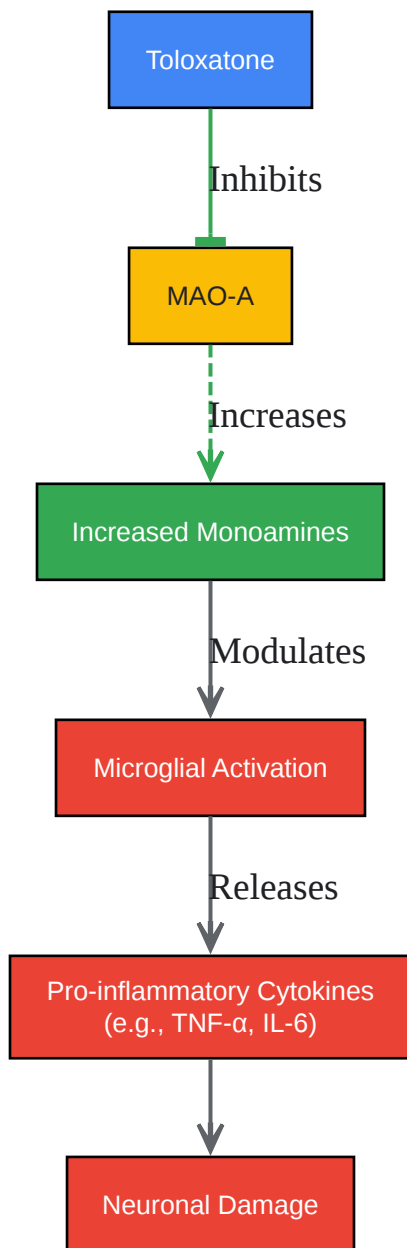 Toloxatone
Inhibits
MAO-A
Increases
Increased Monoamines
Modulates
Microglial Activation
Releases
Pro-inflammatory Cytokines
(e.g., TNF-α, IL-6)
Neuronal Damage